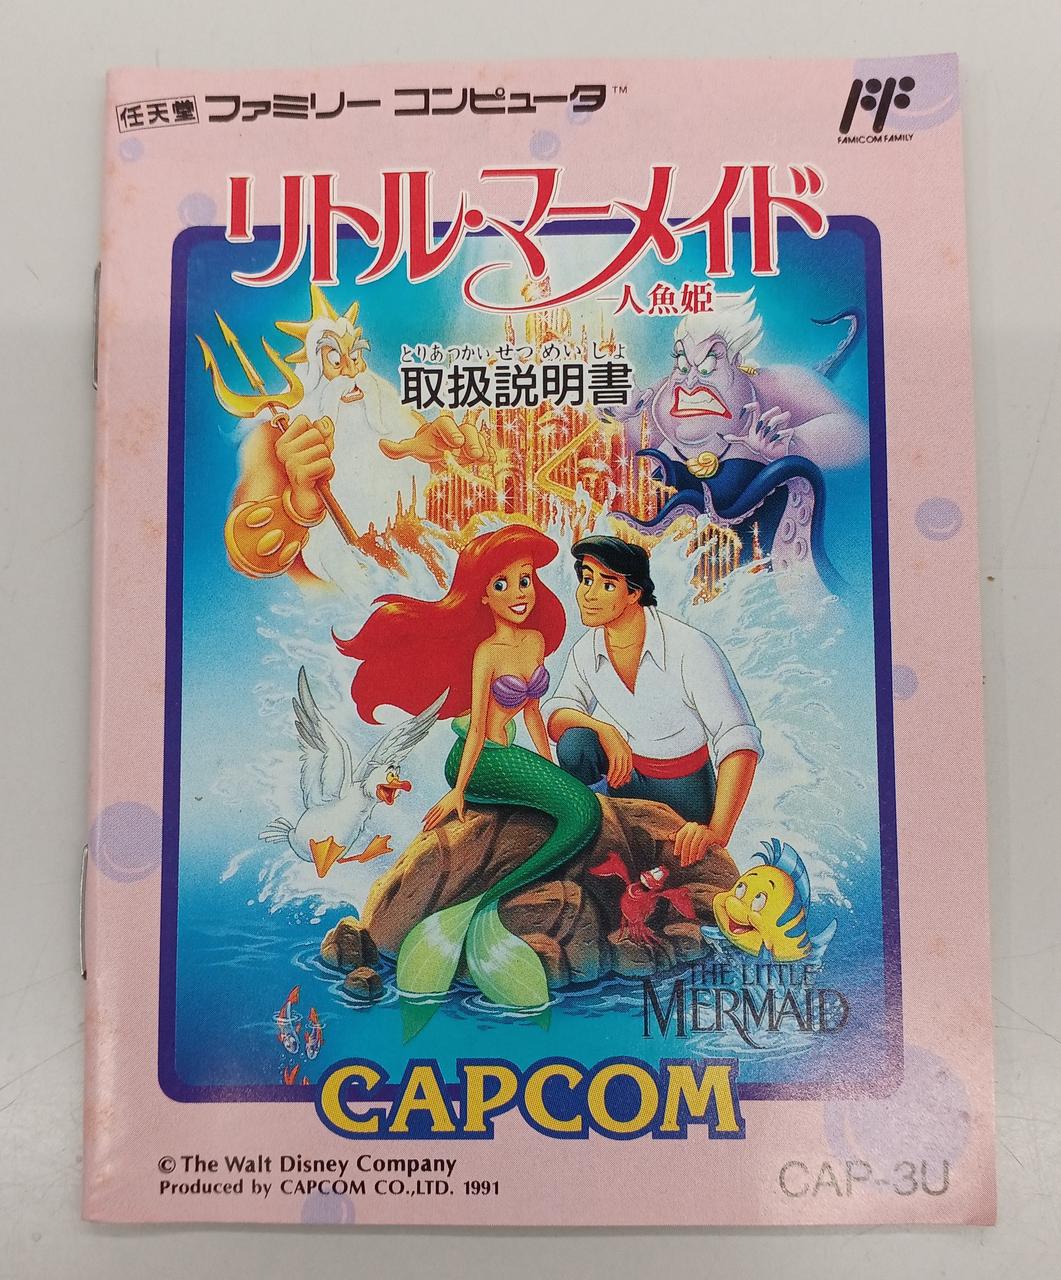 任天堂 ファミリー コンピュータ™
FAMICOM FAMILY
リトル・マーメイド
人魚姫
とりあつかいせつめいしょ
取扱説明書
THE LITTLE
MERMAID
CAPCOM
© The Walt Disney Company
Produced by CAPCOM CO.,LTD. 1991
CAP-3U